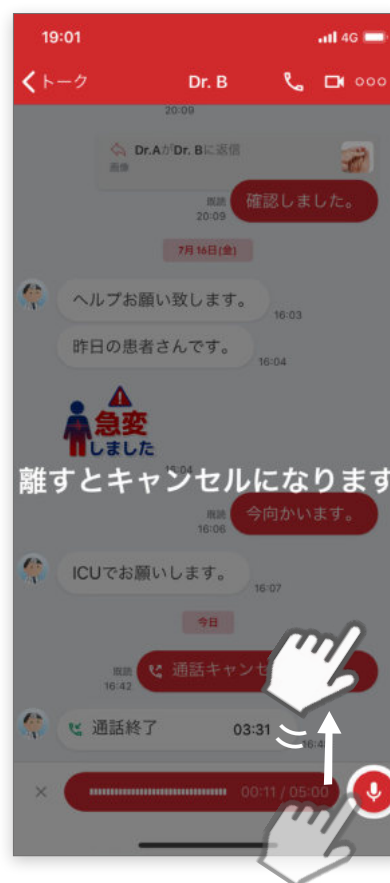 19:01
4G
トーク
Dr. B
20:09
Dr.AがDr. Bに返信
画像
既読
20:09
確認しました。
7月16日(金)
ヘルプお願い致します。
16:03
昨日の患者さんです。
16:04
急変
しました
16:04
離すとキャンセルになります
既読
16:06
今向かいます。
ICUでお願いします。
16:07
今日
既読
16:42
通話キャンセ
通話終了
03:31
00:11 / 05:00